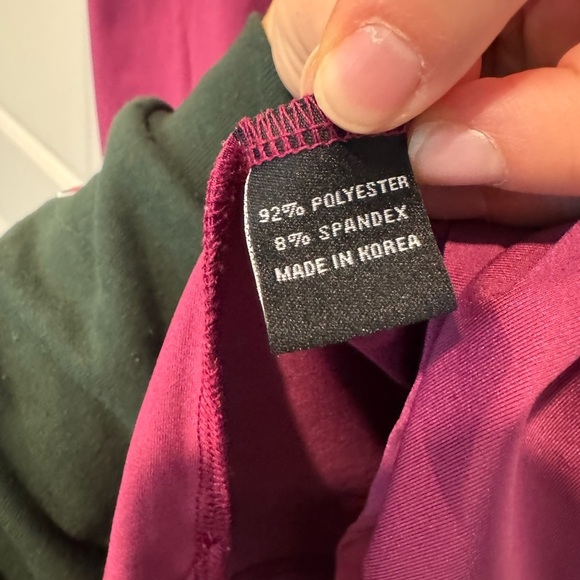 92% POLYESTER
8% SPANDEX
MADE IN KOREA